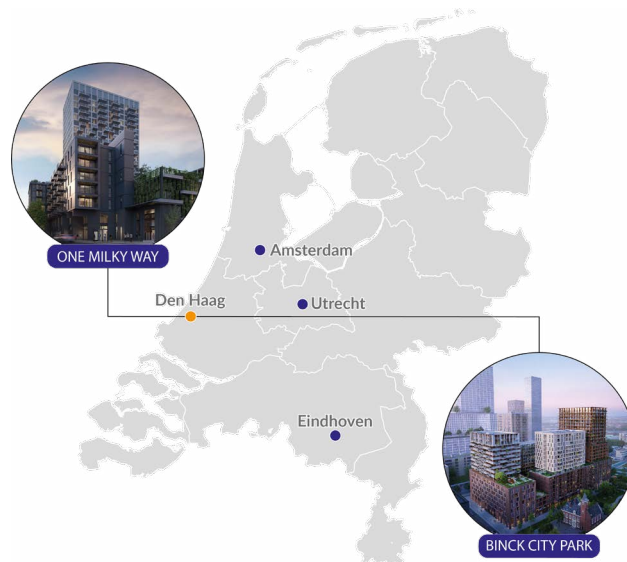 ONE MILKY WAY
Amsterdam
Den Haag
Utrecht
Eindhoven
BINCK CITY PARK